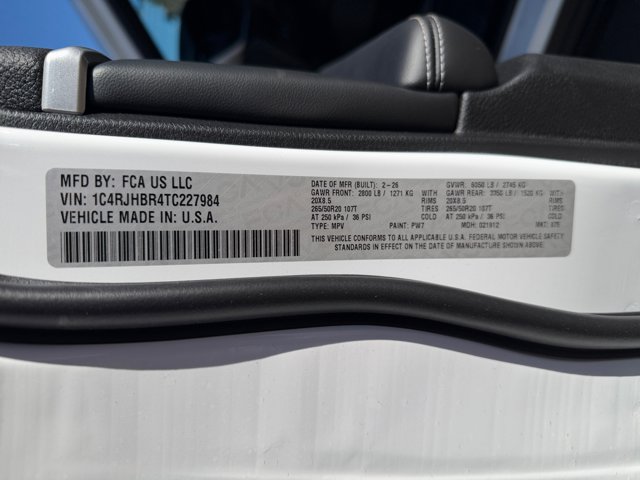 MFD BY: FCA US LLC
VIN: 1C4RJHBR4TC227984
VEHICLE MADE IN: U.S.A.
DATE OF MFR (BUILT): 2-26 GVWR: 6050 LB / 2745 KG
GAWR FRONT: 2800 LB / 1271 KG WITH GAWR REAR: 3350 LB / 1520 KG WITH
20X8.5 RIMS 20X8.5 RIMS
265/50R20 107T TIRES 265/50R20 107T TIRES
AT 250 kPa / 36 PSI COLD AT 250 kPa / 36 PSI COLD
TYPE: MPV PAINT: PW7 MDH: 021912 MKT:
THIS VEHICLE CONFORMS TO ALL APPLICABLE U.S.A. FEDERAL MOTOR VEHICLE SAFETY
STANDARDS IN EFFECT ON THE DATE OF MANUFACTURE SHOWN ABOVE.